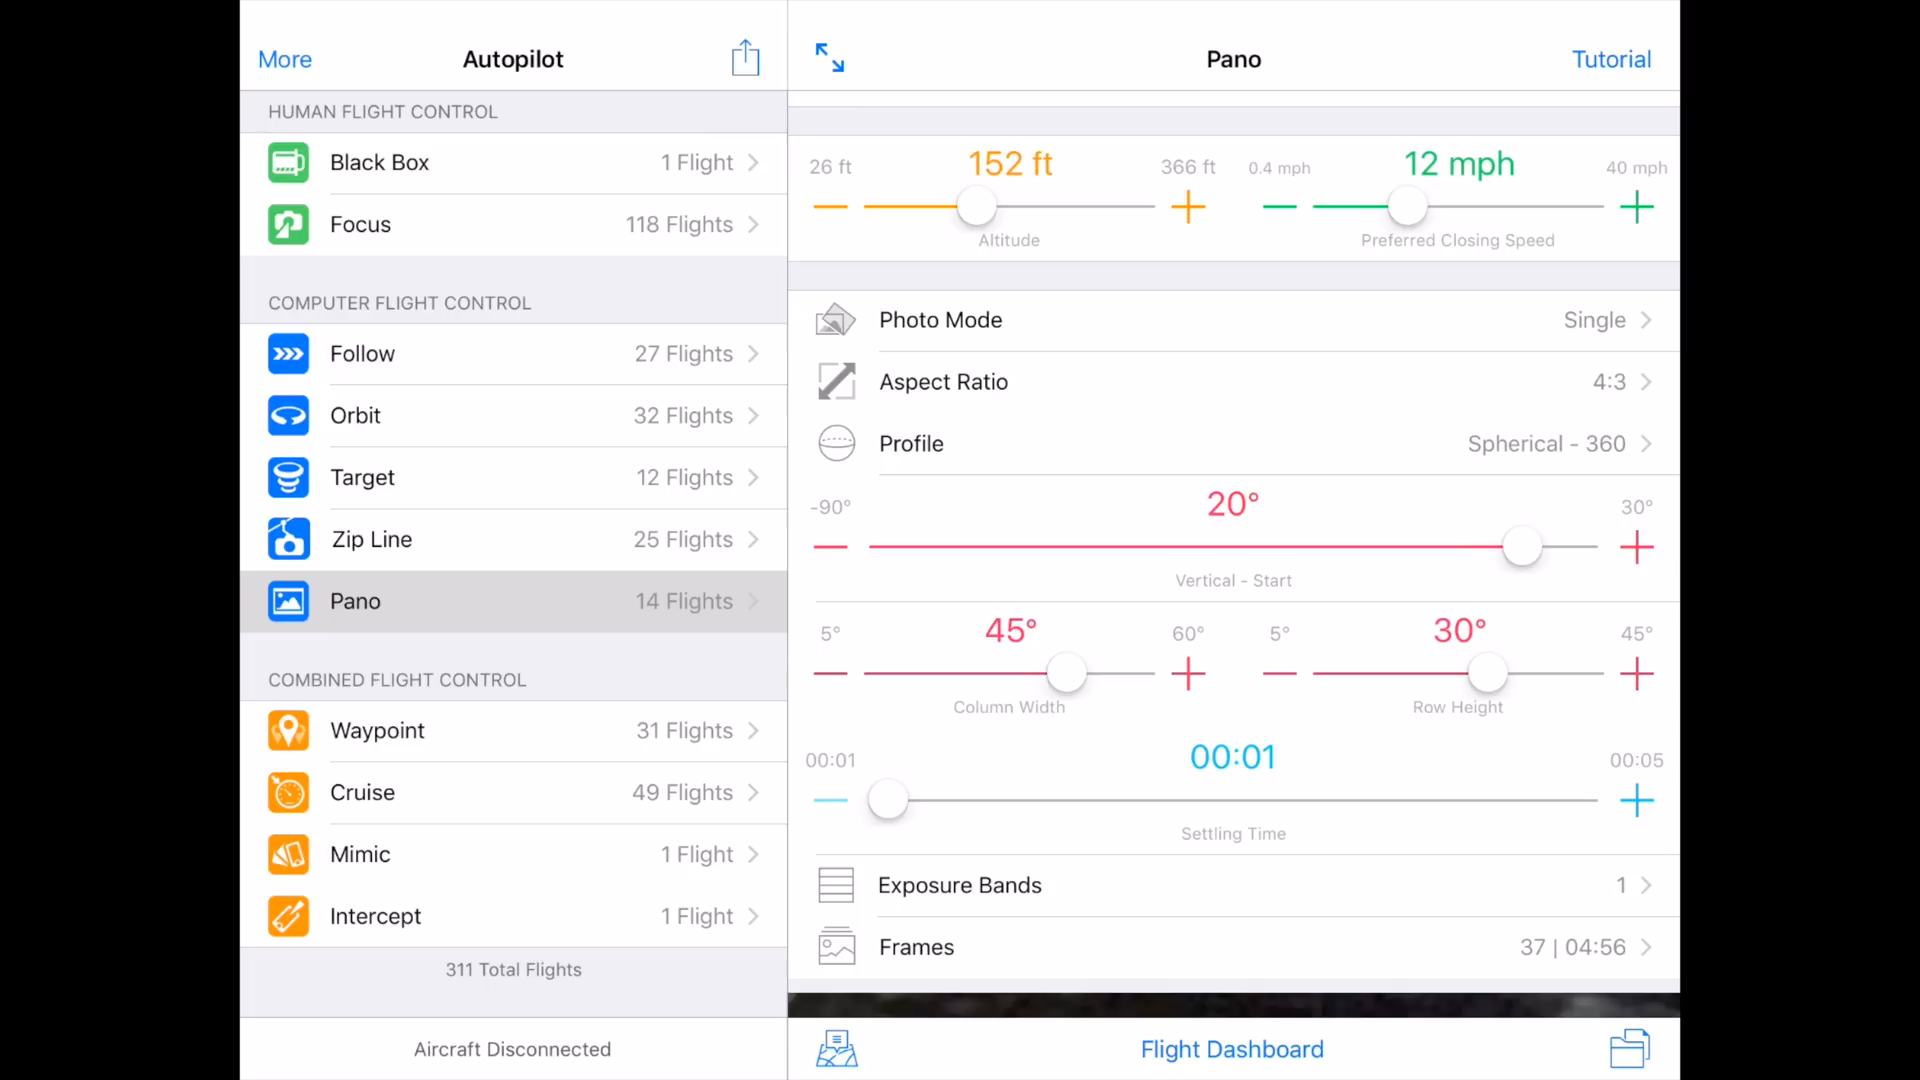 More
Autopilot
HUMAN FLIGHT CONTROL
Black Box
1 Flight
Focus
118 Flights
COMPUTER FLIGHT CONTROL
Follow
27 Flights
Orbit
32 Flights
Target
12 Flights
Zip Line
25 Flights
Pano
14 Flights
COMBINED FLIGHT CONTROL
Waypoint
31 Flights
Cruise
49 Flights
Mimic
1 Flight
Intercept
1 Flight
311 Total Flights
Aircraft Disconnected
Pano
Tutorial
26 ft
152 ft
366 ft
Altitude
0.4 mph
12 mph
40 mph
Preferred Closing Speed
Photo Mode
Single
Aspect Ratio
4:3
Profile
Spherical - 360
-90°
20°
30°
Vertical - Start
5°
45°
60°
Column Width
5°
30°
45°
Row Height
00:01
00:01
00:05
Settling Time
Exposure Bands
1
Frames
37 | 04:56
Flight Dashboard